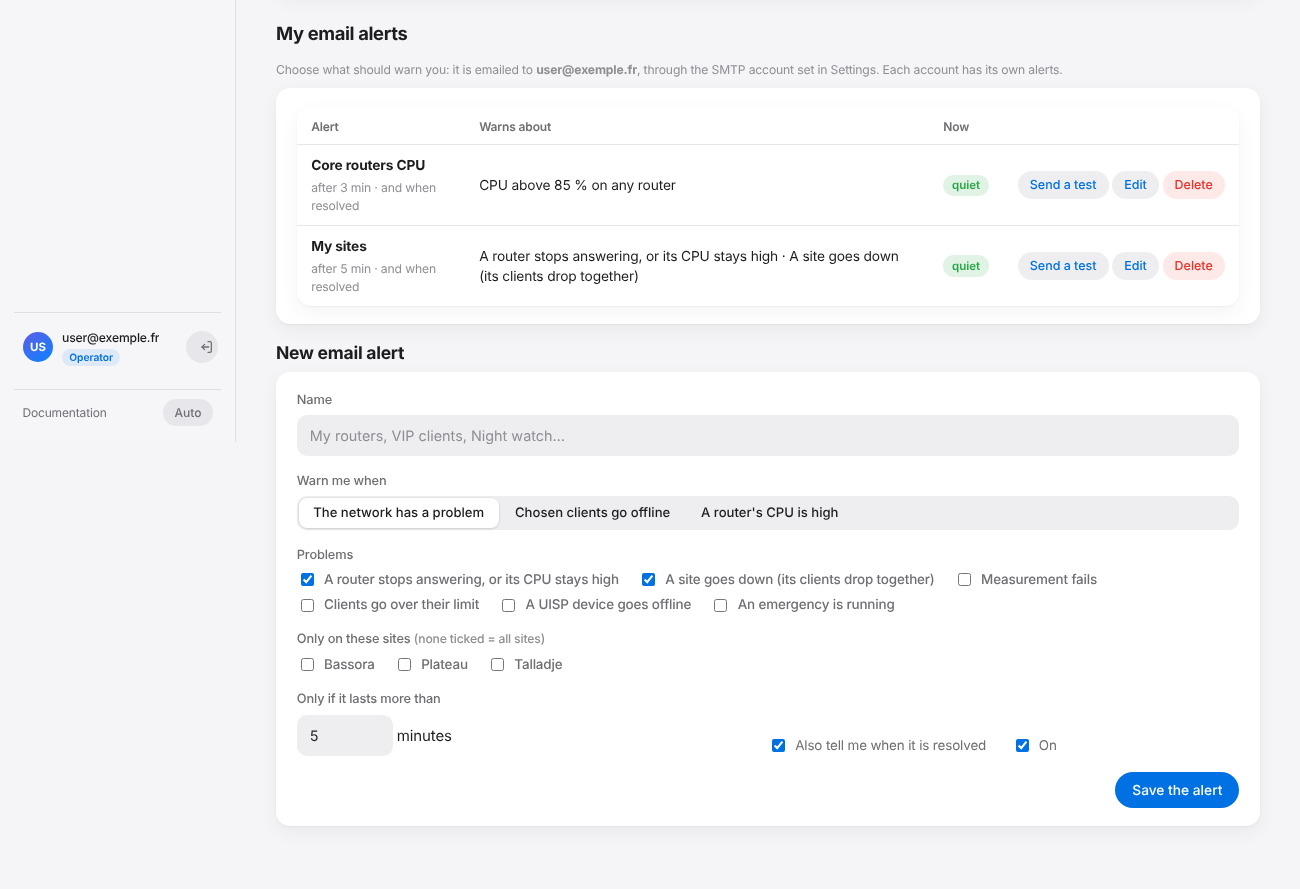 My email alerts
Choose what should warn you: it is emailed to user@exemple.fr, through the SMTP account set in Settings. Each account has its own alerts.
Alert Warns about Now
Core routers CPU
after 3 min · and when
resolved
CPU above 85 % on any router
quiet Send a test Edit Delete
My sites
after 5 min · and when
resolved
A router stops answering, or its CPU stays high · A site goes down
(its clients drop together)
quiet Send a test Edit Delete
US user@exemple.fr
Operator
Documentation Auto
New email alert
Name
My routers, VIP clients, Night watch...
Warn me when
The network has a problem Chosen clients go offline A router's CPU is high
Problems
A router stops answering, or its CPU stays high A site goes down (its clients drop together) Measurement fails
Clients go over their limit A UISP device goes offline An emergency is running
Only on these sites (none ticked = all sites)
Bassora Plateau Talladje
Only if it lasts more than
5 minutes
Also tell me when it is resolved On
Save the alert